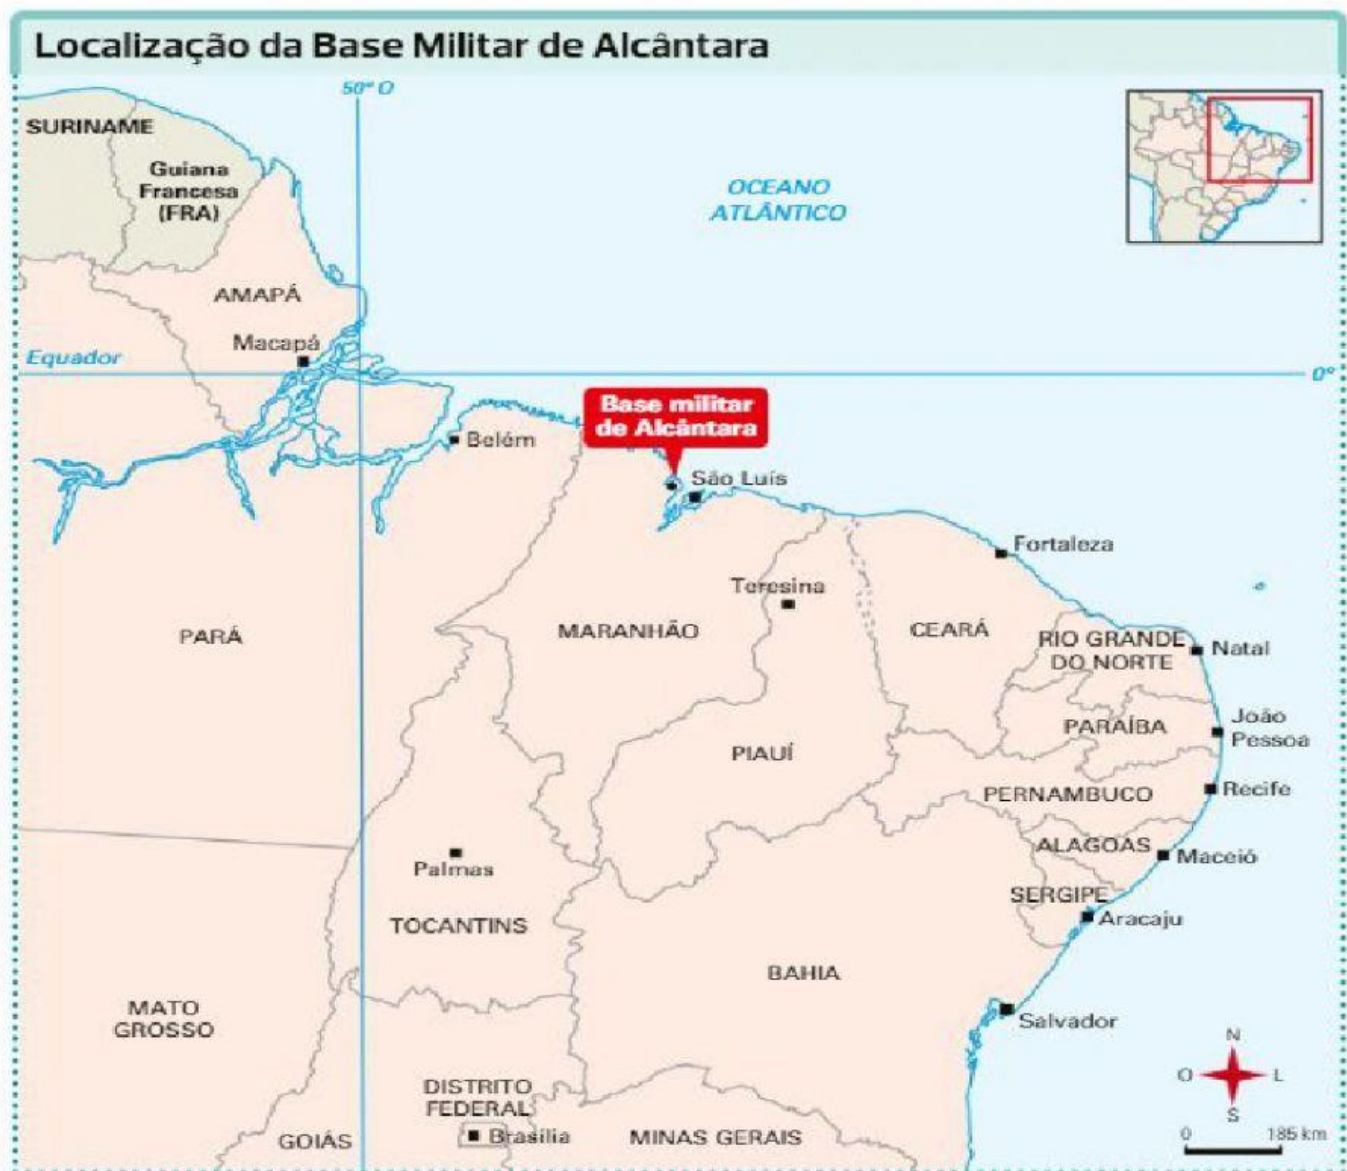 Localização da Base Militar de Alcântara
50º O
SURINAME
Guiana
Francesa
(FRA)
OCEANO
ATLÂNTICO
AMAPÁ
Macapá
Equador
0º
Base militar
de Alcântara
Belém
São Luís
Fortaleza
Teresina
PARÁ
MARANHÃO
CEARÁ
RIO GRANDE
DO NORTE
Natal
João
Pessoa
PARAÍBA
PIAUÍ
PERNAMBUCO
Recife
ALAGOAS
Maceió
Palmas
SERGIPE
Aracaju
TOCANTINS
BAHIA
MATO
GROSSO
Salvador
N
O
L
S
DISTRITO
FEDERAL
Brasília
GOIÁS
MINAS GERAIS
0
185 km